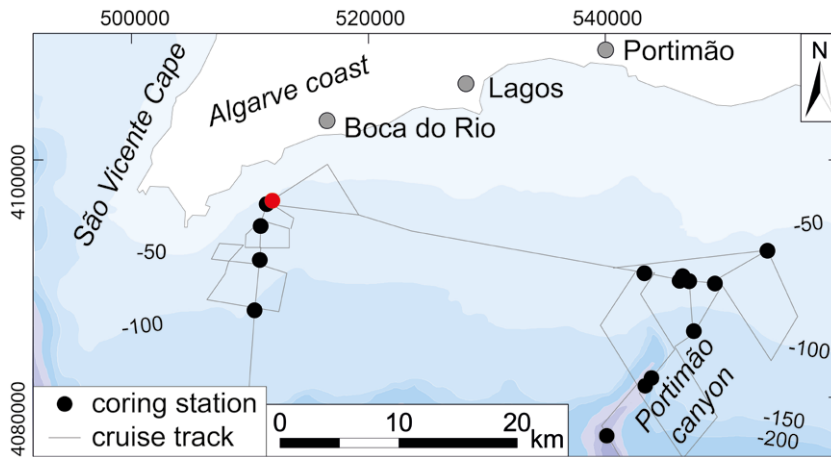 500000
520000
540000
N
Portimão
Algarve coast
Lagos
Boca do Rio
São Vicente Cape
4100000
-50
-50
-100
-100
Portimão
canyon
-150
-200
4080000
coring station
cruise track
0
10
20
km